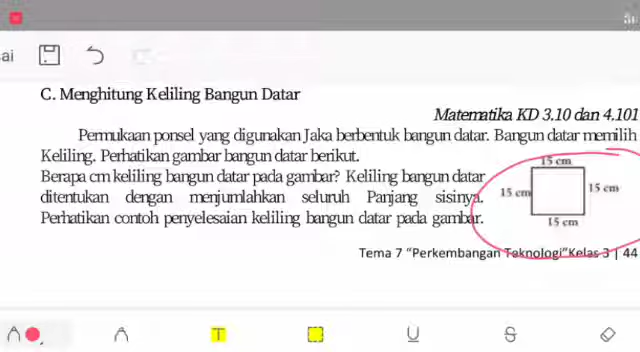 ai
C. Menghitung Keliling Bangun Datar
Matematika KD 3.10 dan 4.101
Permukaan ponsel yang digunakan Jaka berbentuk bangun datar. Bangun datar memilih
Keliling. Perhatikan gambar bangun datar berikut.
15 cm
Berapa cm keliling bangun datar pada gambar? Keliling bangun datar
15 cm 15 cm
ditentukan dengan menjumlahkan seluruh Panjang sisinya.
Perhatikan contoh penyelesaian keliling bangun datar pada gambar.
15 cm
Tema 7 "Perkembangan Teknologi"Kelas 3 | 44
T
U
S